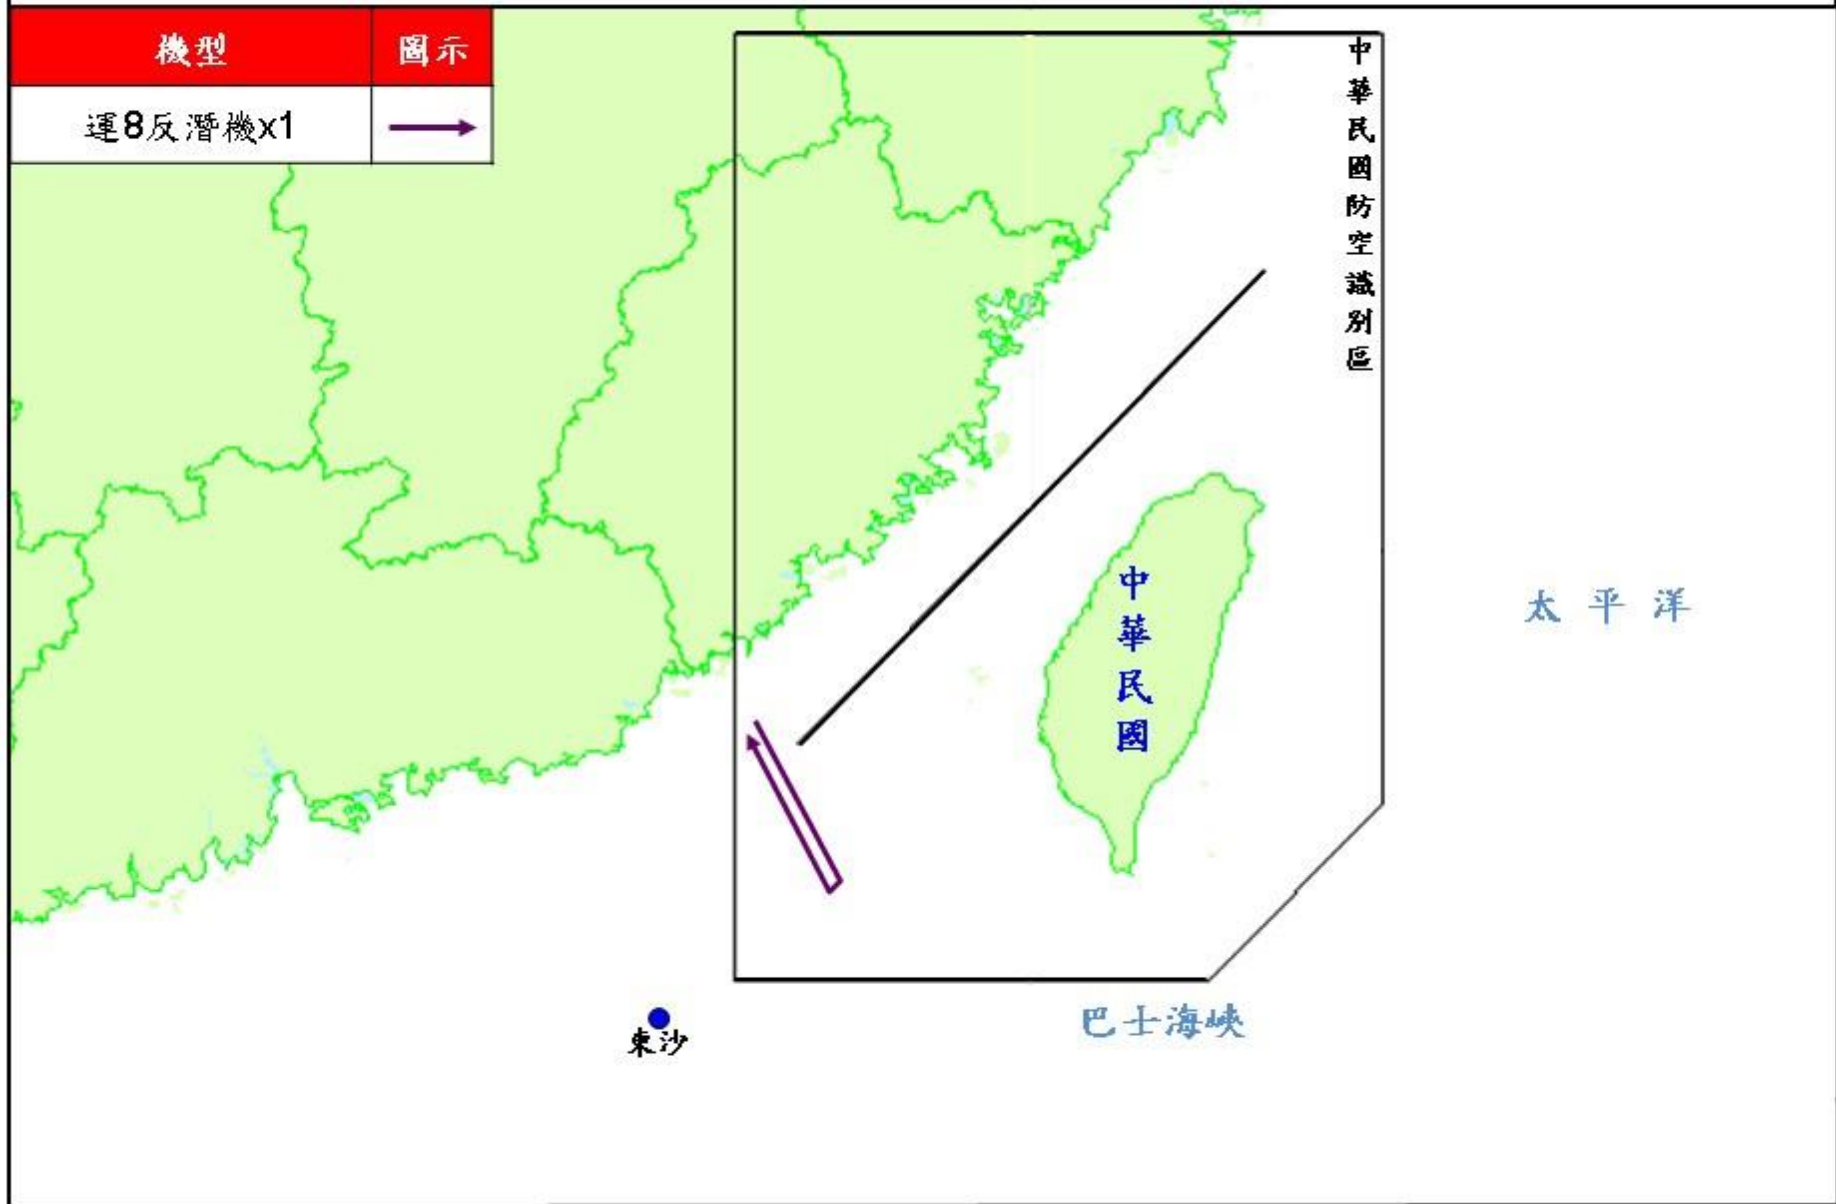 機型 圖示
運8反潛機x1
中華民國防空識別區
中華民國
太平洋
巴士海峽
東沙